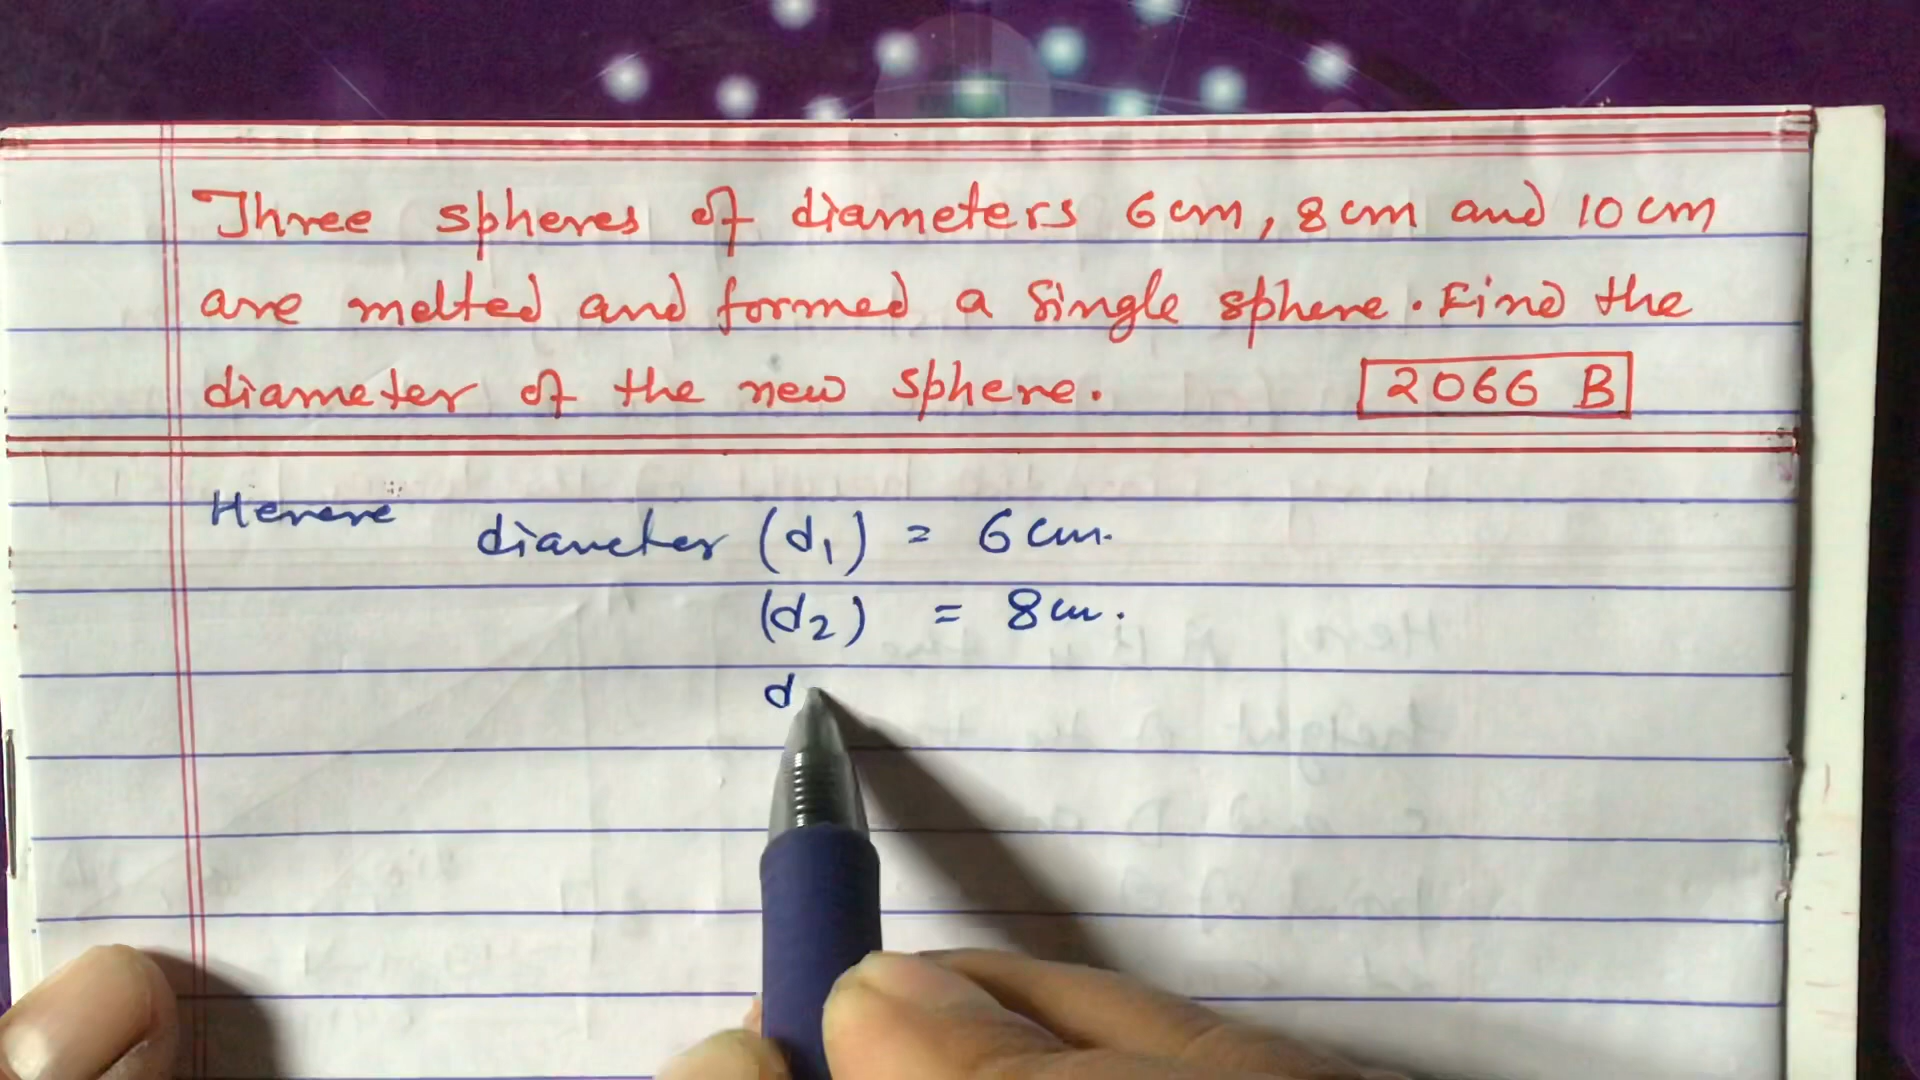 Three spheres of diameters 6cm, 8cm and 10cm
are melted and formed a single sphere. Find the
diameter of the new sphere. 2066 B
Herere diameter (d1) = 6cm.
(d2) = 8cm.
d